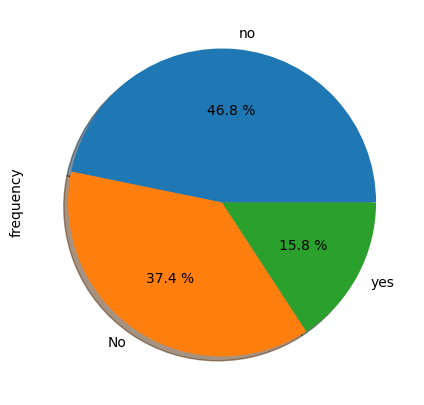 no
46.8 %
frequency
15.8 %
37.4 %
yes
No